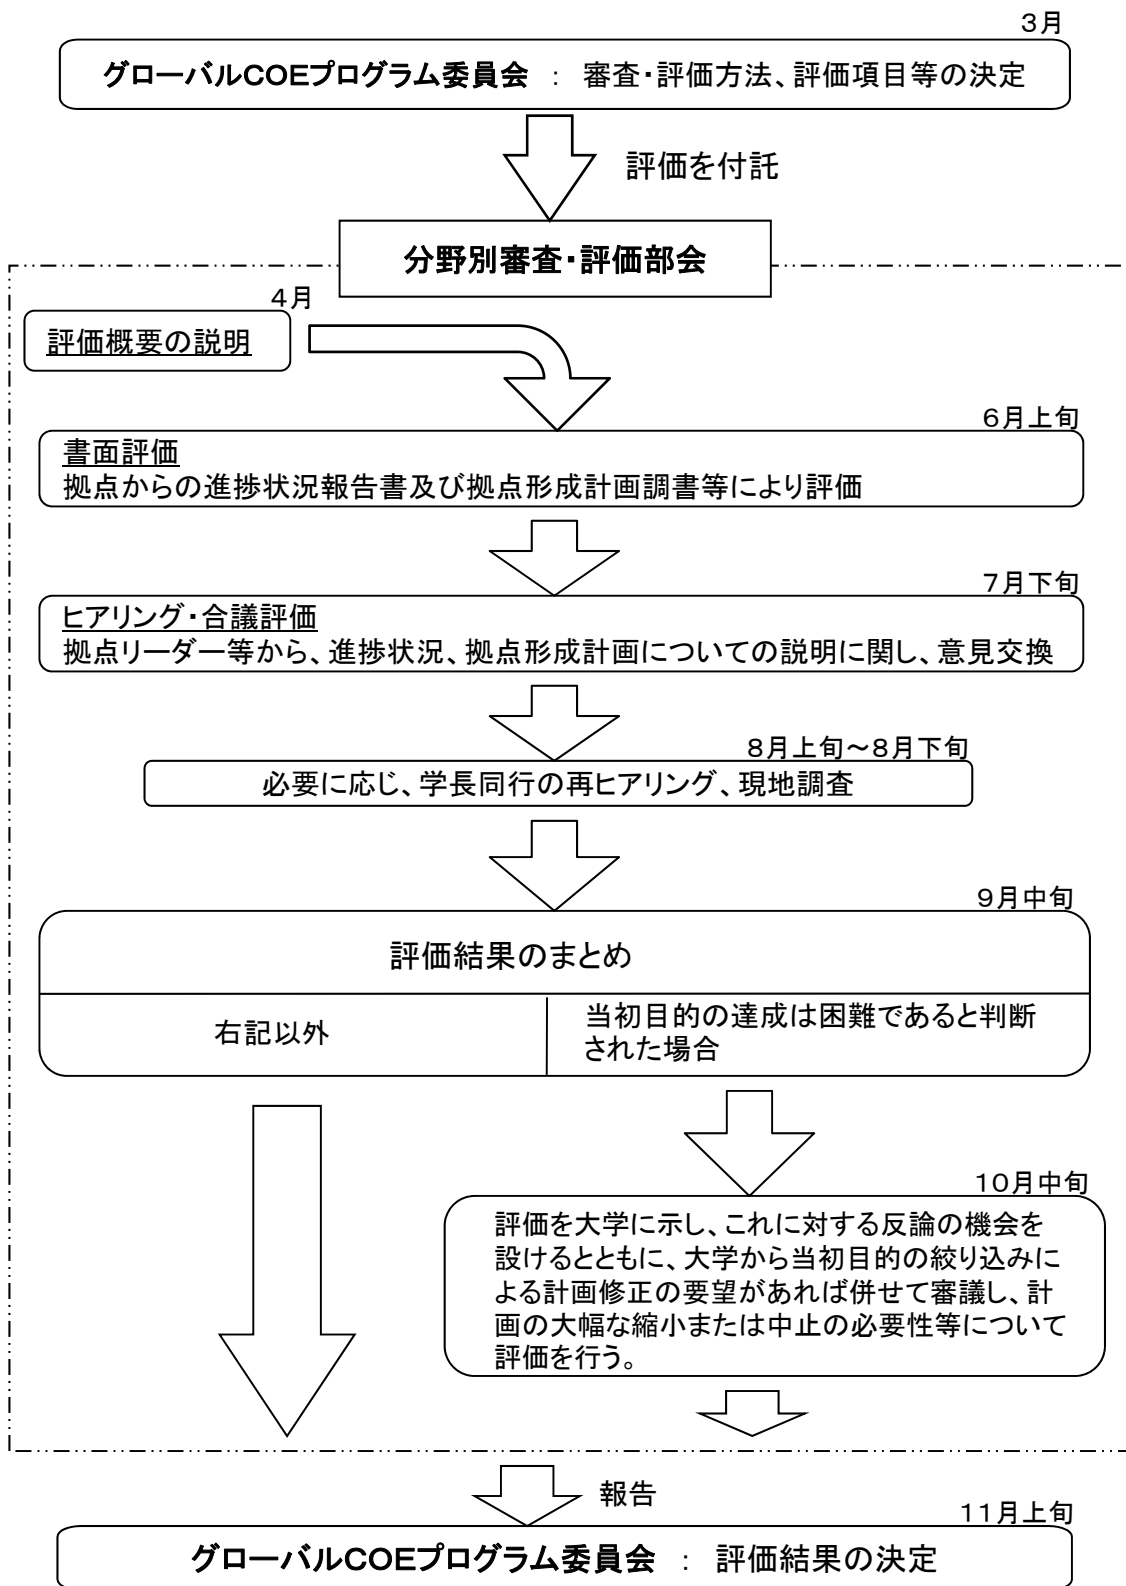 3月
グローバルCOEプログラム委員会 : 審査・評価方法、評価項目等の決定
評価を付託
分野別審査・評価部会
4月
評価概要の説明
6月上旬
書面評価
拠点からの進捗状況報告書及び拠点形成計画調書等により評価
7月下旬
ヒアリング・合議評価
拠点リーダー等から、進捗状況、拠点形成計画についての説明に関し、意見交換
8月上旬~8月下旬
必要に応じ、学長同行の再ヒアリング、現地調査
9月中旬
評価結果のまとめ
右記以外
当初目的の達成は困難であると判断
された場合
10月中旬
評価を大学に示し、これに対する反論の機会を
設けるとともに、大学から当初目的の絞り込みに
よる計画修正の要望があれば併せて審議し、計
画の大幅な縮小または中止の必要性等について
評価を行う。
報告
11月上旬
グローバルCOEプログラム委員会 : 評価結果の決定